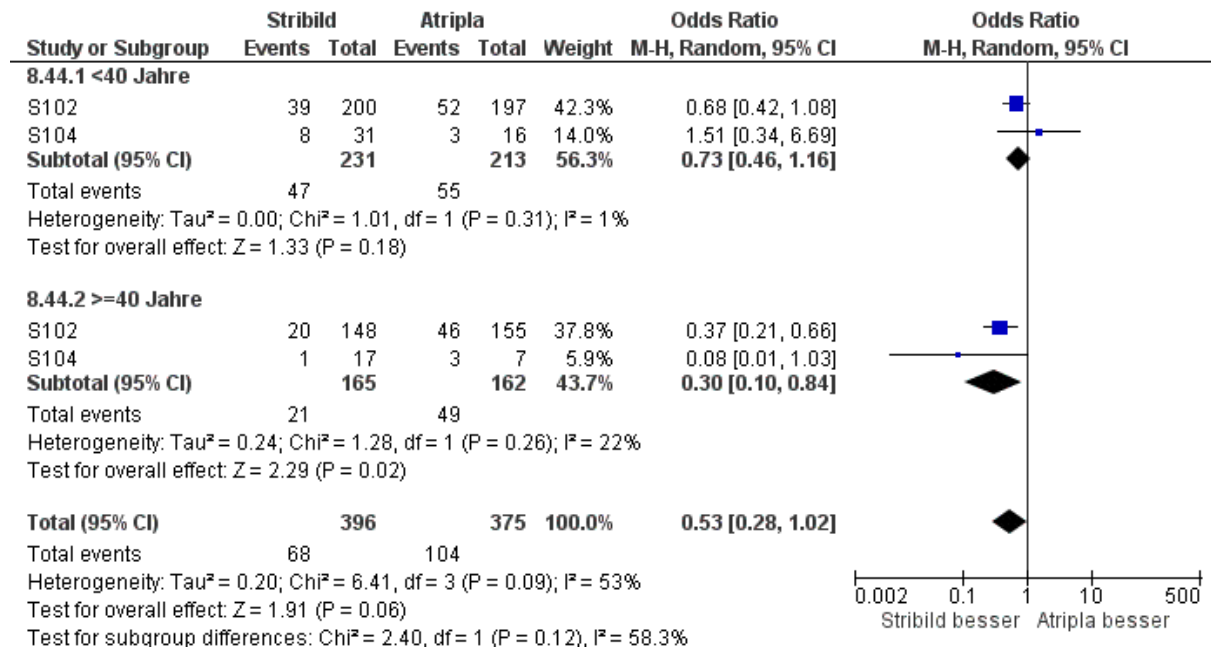 Stribild Atripla Odds Ratio Odds Ratio
Study or Subgroup Events Total Events Total Weight M-H, Random, 95% CI M-H, Random, 95% CI
8.44.1 <40 Jahre
S102 39 200 52 197 42.3% 0.68 [0.42, 1.08]
S104 8 31 3 16 14.0% 1.51 [0.34, 6.69]
Subtotal (95% CI) 231 213 56.3% 0.73 [0.46, 1.16]
Total events 47 55
Heterogeneity: Tau² = 0.00; Chi² = 1.01, df = 1 (P = 0.31); I² = 1%
Test for overall effect: Z = 1.33 (P = 0.18)
8.44.2 >=40 Jahre
S102 20 148 46 155 37.8% 0.37 [0.21, 0.66]
S104 1 17 3 7 5.9% 0.08 [0.01, 1.03]
Subtotal (95% CI) 165 162 43.7% 0.30 [0.10, 0.84]
Total events 21 49
Heterogeneity: Tau² = 0.24; Chi² = 1.28, df = 1 (P = 0.26); I² = 22%
Test for overall effect: Z = 2.29 (P = 0.02)
Total (95% CI) 396 375 100.0% 0.53 [0.28, 1.02]
Total events 68 104
Heterogeneity: Tau² = 0.20; Chi² = 6.41, df = 3 (P = 0.09); I² = 53%
Test for overall effect: Z = 1.91 (P = 0.06)
Test for subgroup differences: Chi² = 2.40, df = 1 (P = 0.12), I² = 58.3%
0.002 0.1 1 10 500
Stribild besser Atripla besser